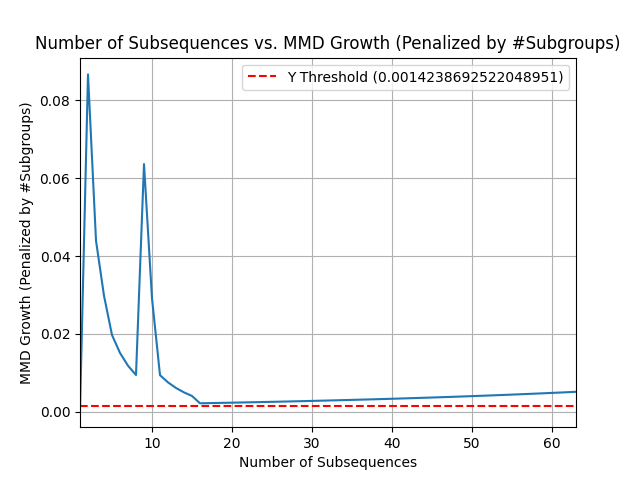 Number of Subsequences vs. MMD Growth (Penalized by #Subgroups)
Y Threshold (0.0014238692522048951)
MMD Growth (Penalized by #Subgroups)
0.08
0.06
0.04
0.02
0.00
10 20 30 40 50 60
Number of Subsequences